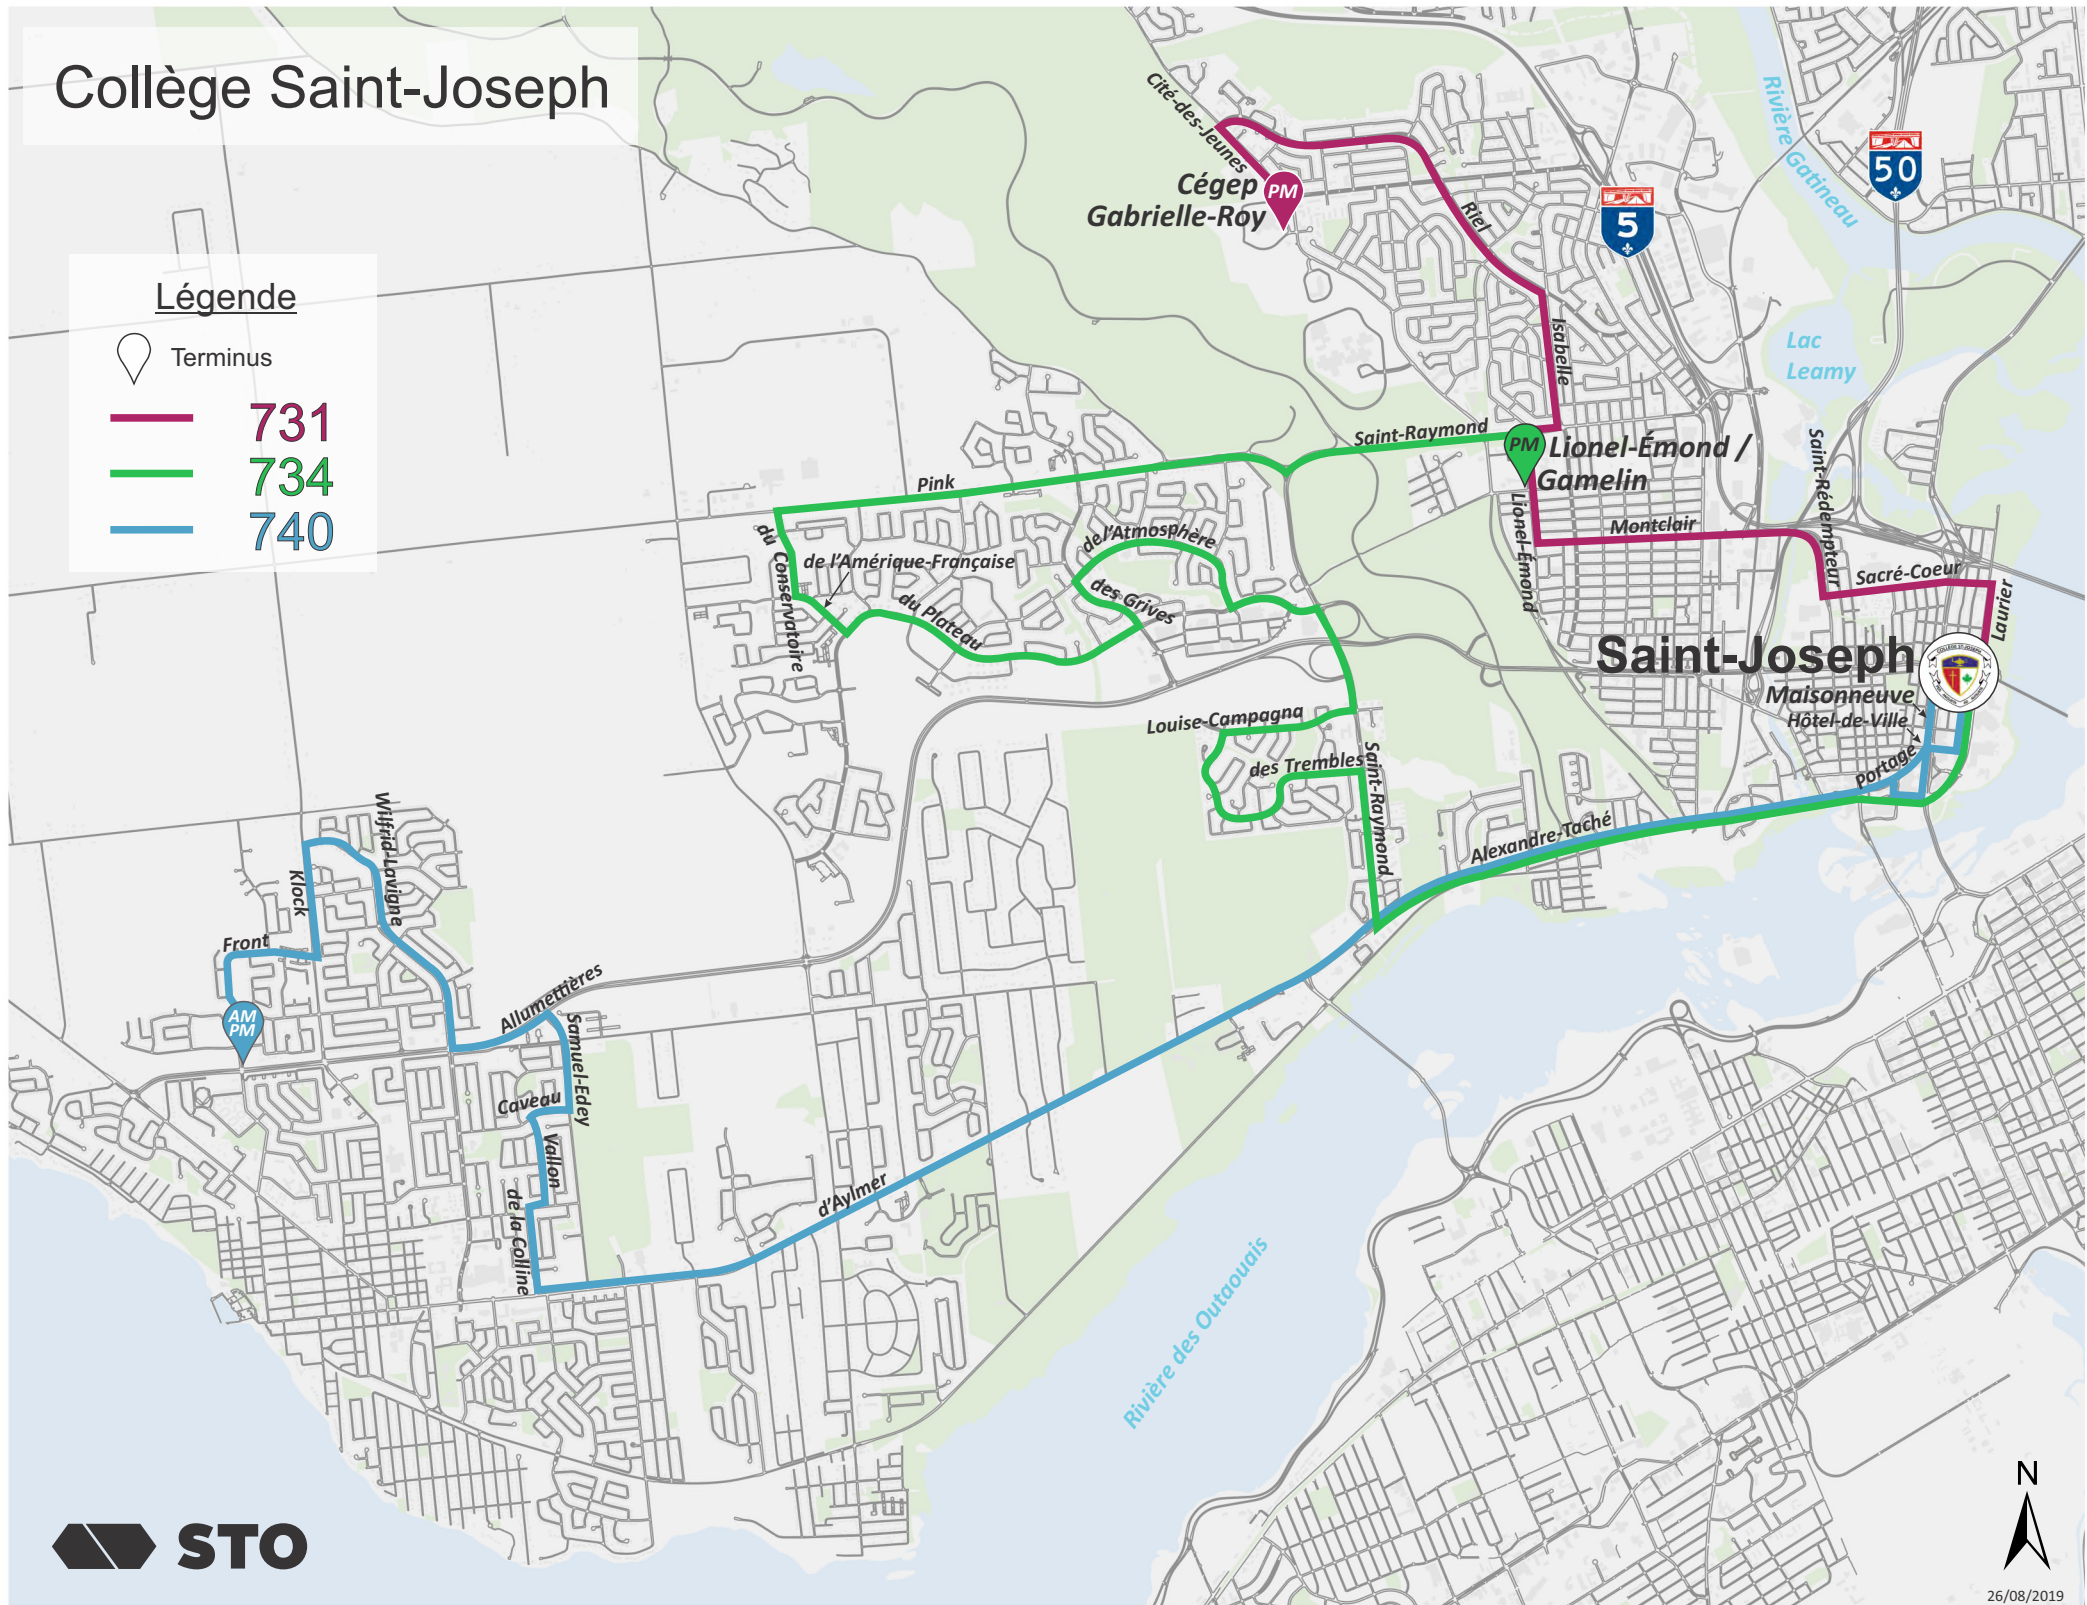 Collège Saint-Joseph
Légende
Terminus
731
734
740
Cité-des-Jeunes
Cégep
Gabrielle-Roy
PM
Riel
Isabelle
5
50
Rivière Gatineau
Lac
Leamy
Saint-Raymond
PM
Lionel-Émond /
Gamelin
Lionel-Émond
Montclair
Saint-Rédempteur
Sacré-Coeur
Laurier
Saint-Joseph
Maisonneuve
Hôtel-de-Ville
Portage
Pink
du Conservatoire
de l'Amérique-Française
du Plateau
de l'Atmosphère
des Grives
Louise-Campagna
des Trembles
Saint-Raymond
Alexandre-Taché
Wilfrid-Lavigne
Klock
Front
AM
PM
Allumettières
Samuel-Edey
Caveau
Vallon
de la Colline
d'Aylmer
Rivière des Outaouais
STO
N
26/08/2019